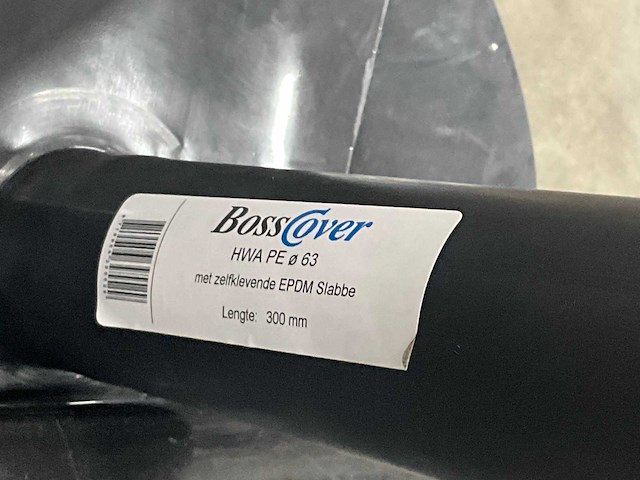 BossCover
HWA PE ø 63
met zelfklevende EPDM Slabbe
Lengte: 300 mm